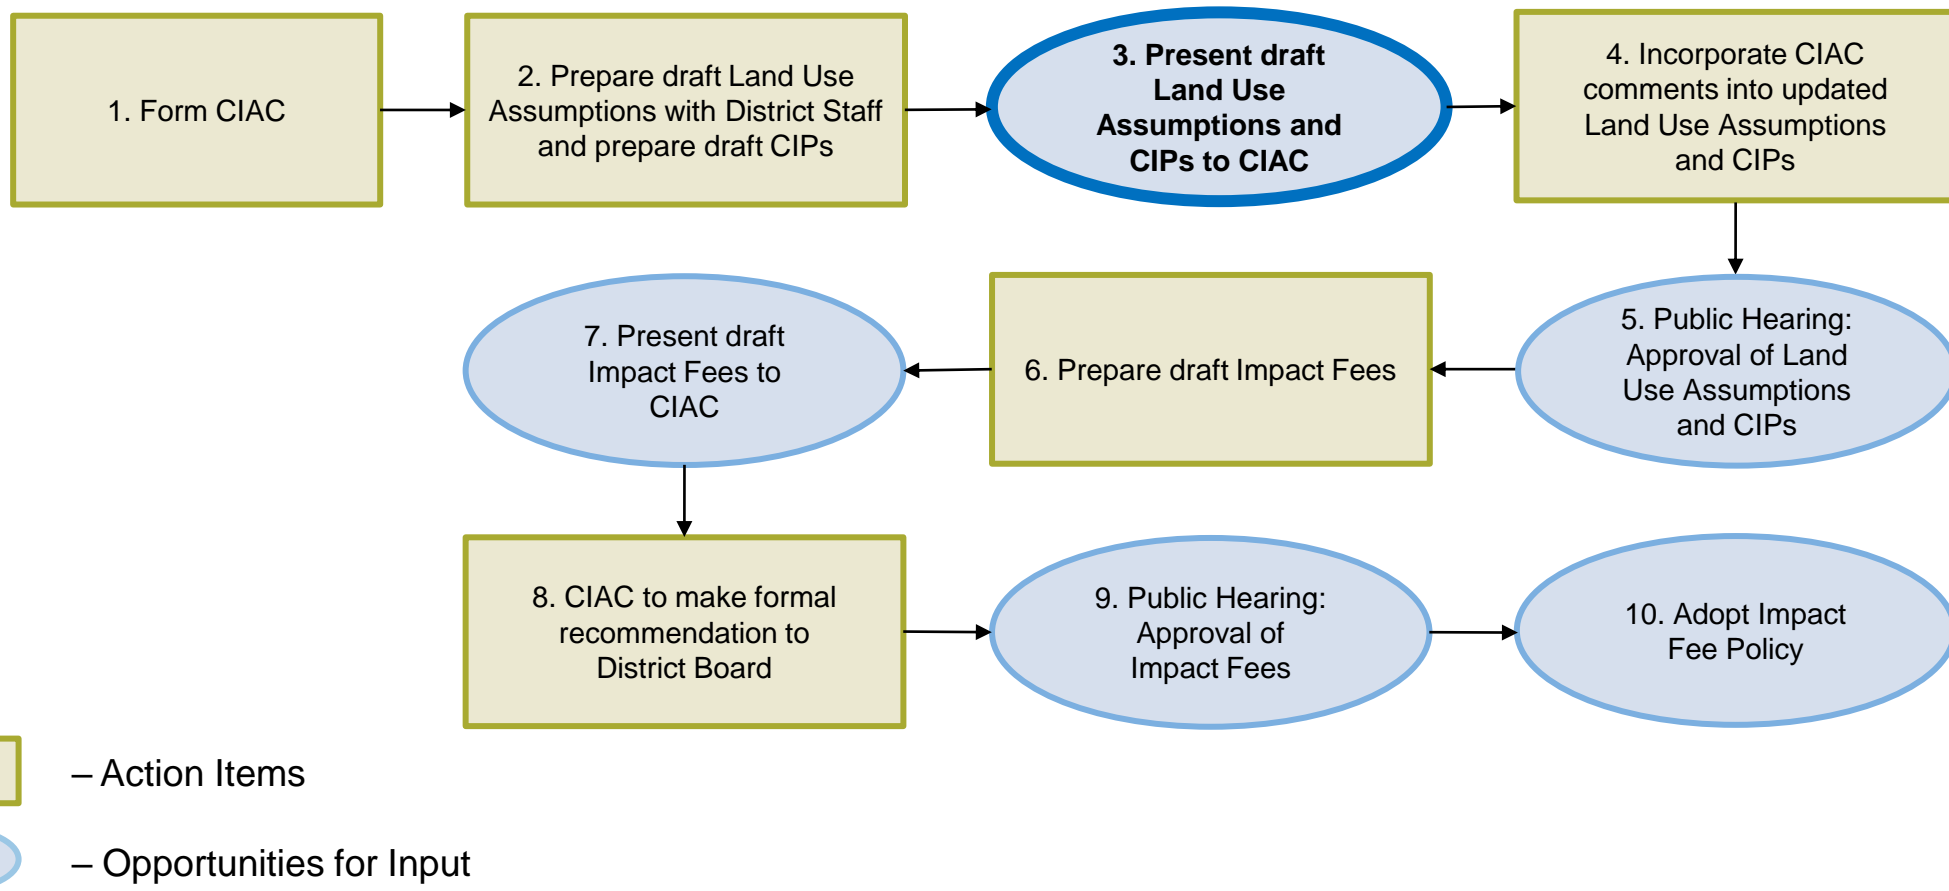 1. Form CIAC
2. Prepare draft Land Use
Assumptions with District Staff
and prepare draft CIPs
3. Present draft
Land Use
Assumptions and
CIPs to CIAC
4. Incorporate CIAC
comments into updated
Land Use Assumptions
and CIPs
5. Public Hearing:
Approval of Land
Use Assumptions
and CIPs
6. Prepare draft Impact Fees
7. Present draft
Impact Fees to
CIAC
8. CIAC to make formal
recommendation to
District Board
9. Public Hearing:
Approval of
Impact Fees
10. Adopt Impact
Fee Policy
– Action Items
– Opportunities for Input